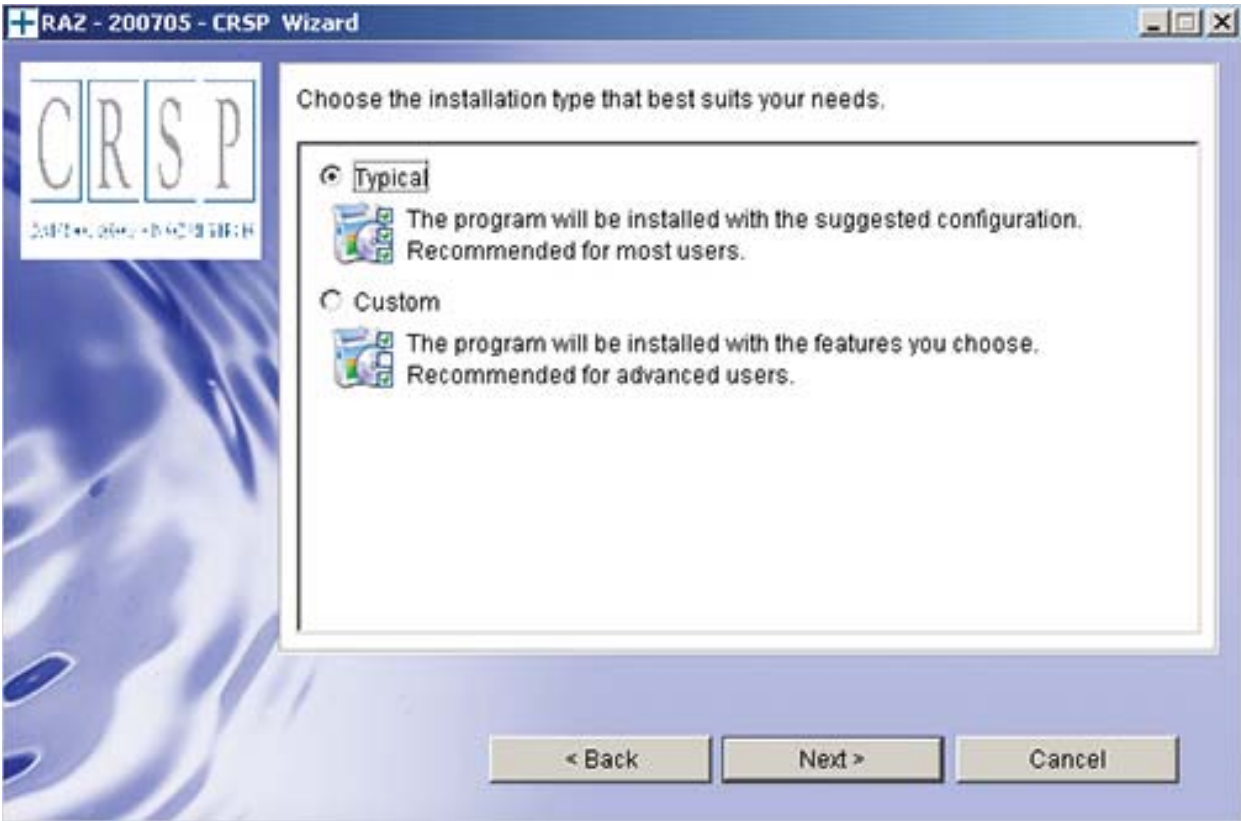 RAZ - 200705 - CRSP Wizard
CRSP
Choose the installation type that best suits your needs.
Typical
The program will be installed with the suggested configuration.
Recommended for most users.
Custom
The program will be installed with the features you choose.
Recommended for advanced users.
< Back
Next >
Cancel